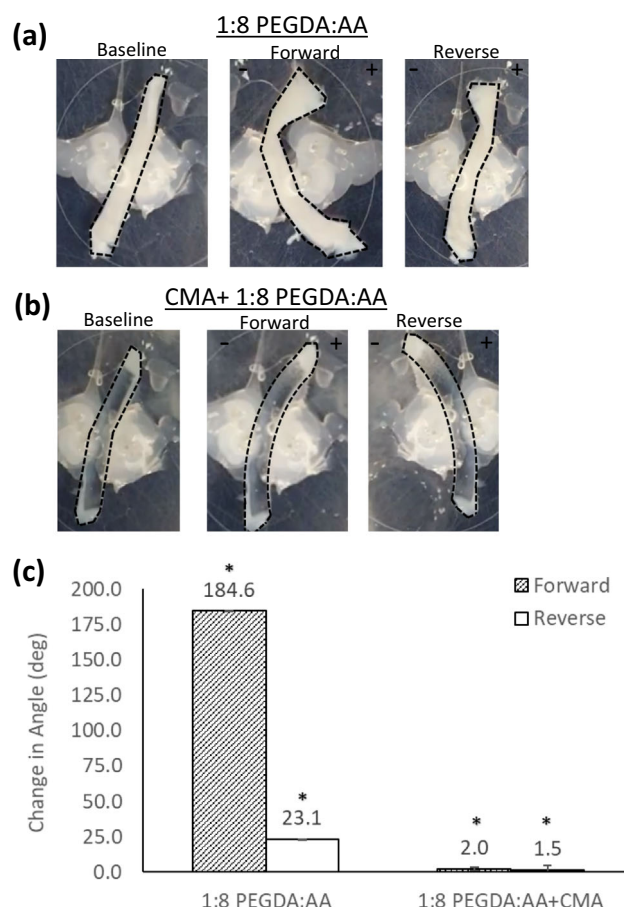 (a)
1:8 PEGDA:AA
Baseline Forward Reverse
- + - +
(b)
CMA+ 1:8 PEGDA:AA
Baseline Forward Reverse
- + - +
(c)
Change in Angle (deg)
200.0
175.0
150.0
125.0
100.0
75.0
50.0
25.0
0.0
*
184.6
*
23.1
* *
2.0 1.5
Forward
Reverse
1:8 PEGDA:AA 1:8 PEGDA:AA+CMA